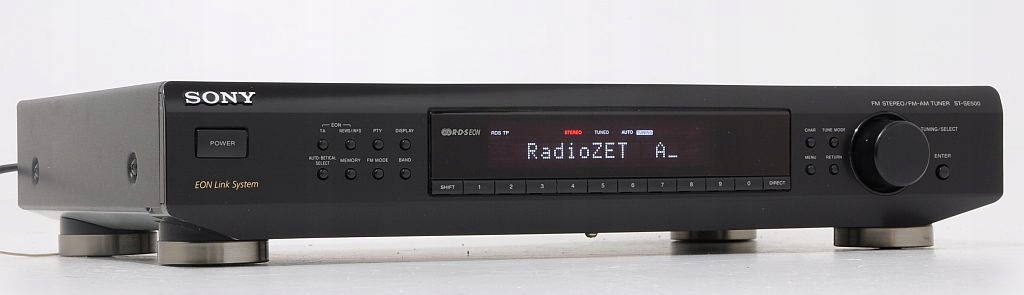 SONY
FM STEREO/FM-AM TUNER ST-SE500
POWER
EON
TA NEWS/INFO PTY DISPLAY
AUTO-BETICAL SELECT MEMORY FM MODE BAND
EON Link System
R·D·S EON
RDS TP STEREO TUNED AUTO TUNING
RadioZET A_
SHIFT 1 2 3 4 5 6 7 8 9 0 DIRECT
CHAR TUNE MODE
MENU RETURN
TUNING/SELECT
ENTER